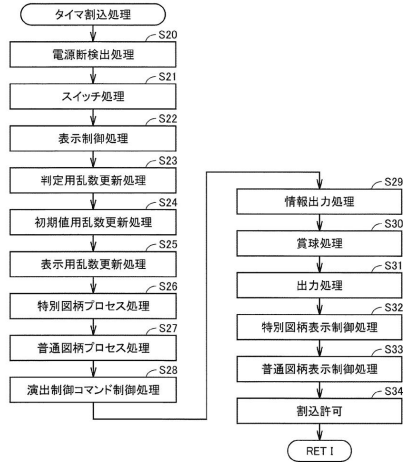 タイマ割込処理
S20
電源断検出処理
S21
スイッチ処理
S22
表示制御処理
S23
判定用乱数更新処理
S24
初期値用乱数更新処理
S25
表示用乱数更新処理
S26
特別図柄プロセス処理
S27
普通図柄プロセス処理
S28
演出制御コマンド制御処理
S29
情報出力処理
S30
賞球処理
S31
出力処理
S32
特別図柄表示制御処理
S33
普通図柄表示制御処理
S34
割込許可
RET I